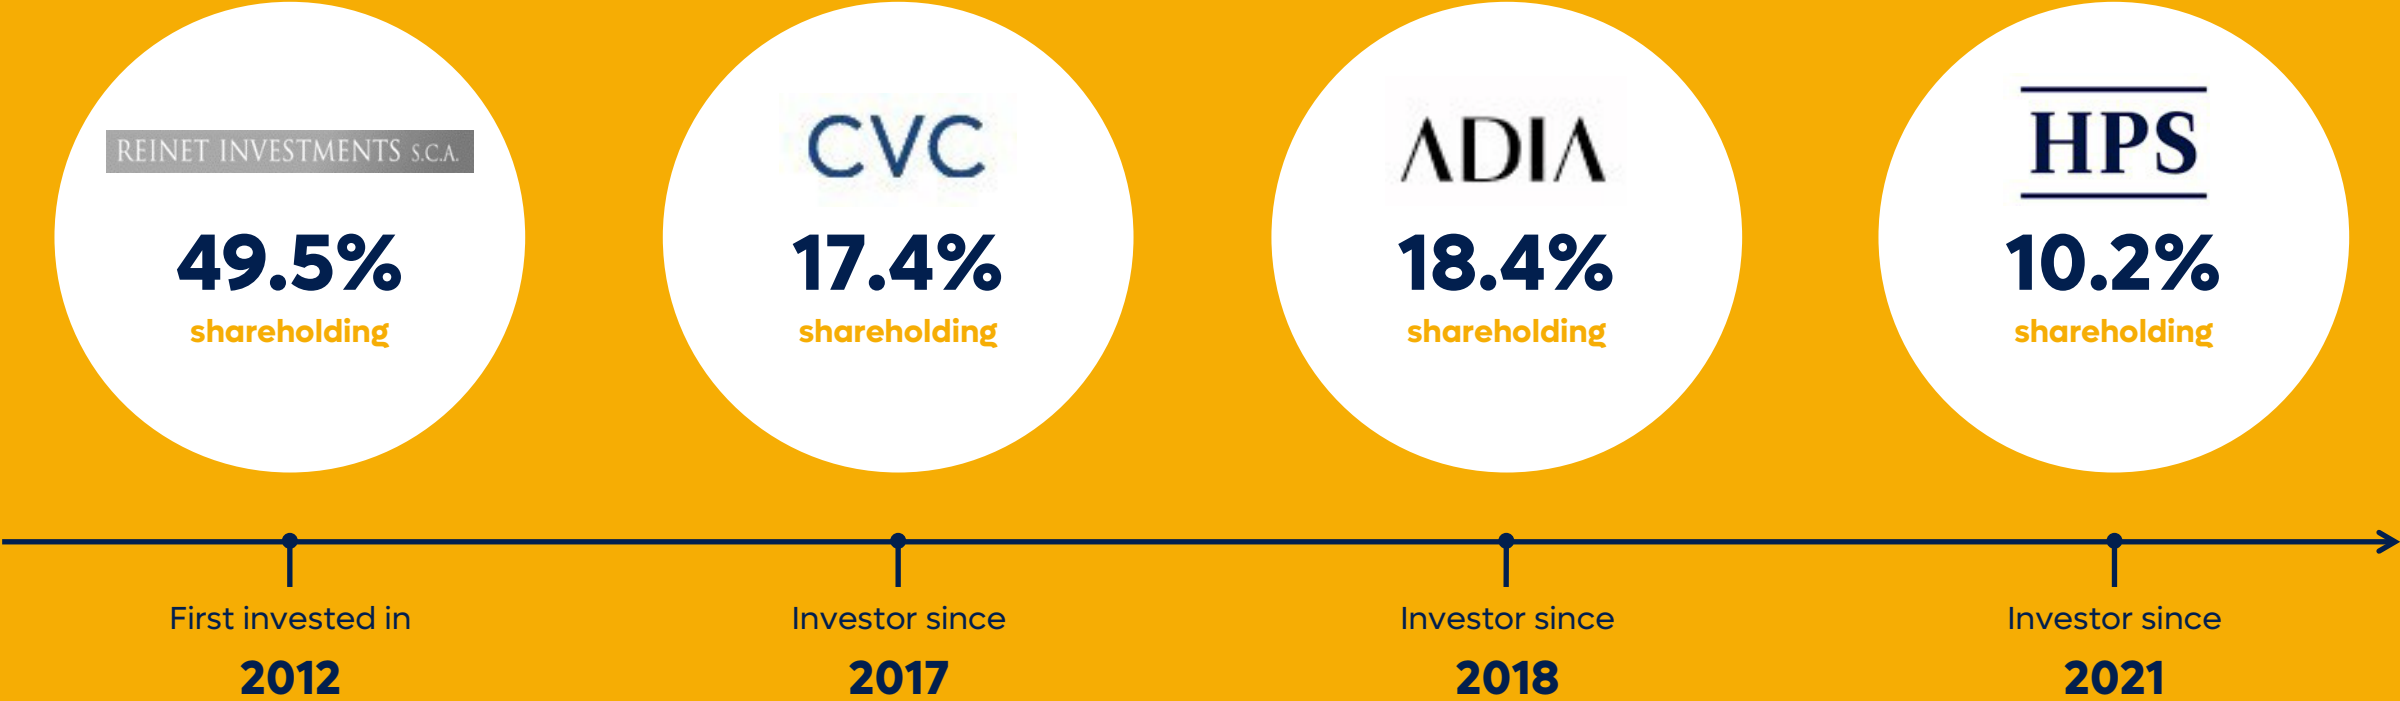 REINET INVESTMENTS S.C.A.
49.5%
shareholding
First invested in
2012
CVC
17.4%
shareholding
Investor since
2017
ADIA
18.4%
shareholding
Investor since
2018
HPS
10.2%
shareholding
Investor since
2021